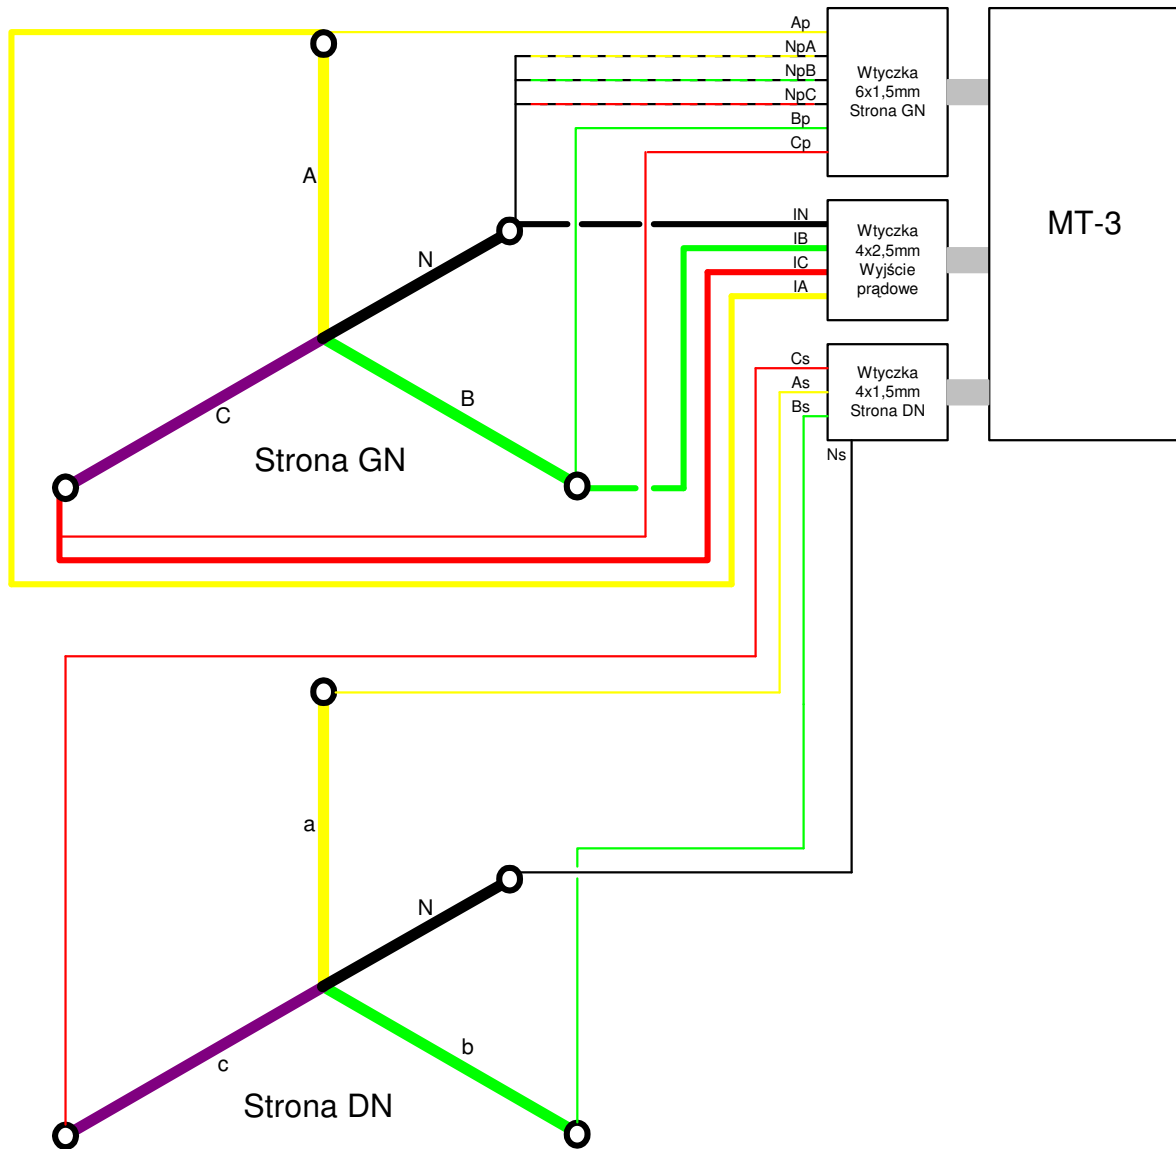 Ap
NpA
NpB
NpC
Bp
Cp
Wtyczka
6x1,5mm
Strona GN
MT-3
A
N
C
B
Strona GN
IN
IB
IC
IA
Wtyczka
4x2,5mm
Wyjście
prądowe
Cs
As
Bs
Ns
Wtyczka
4x1,5mm
Strona DN
a
N
c
b
Strona DN